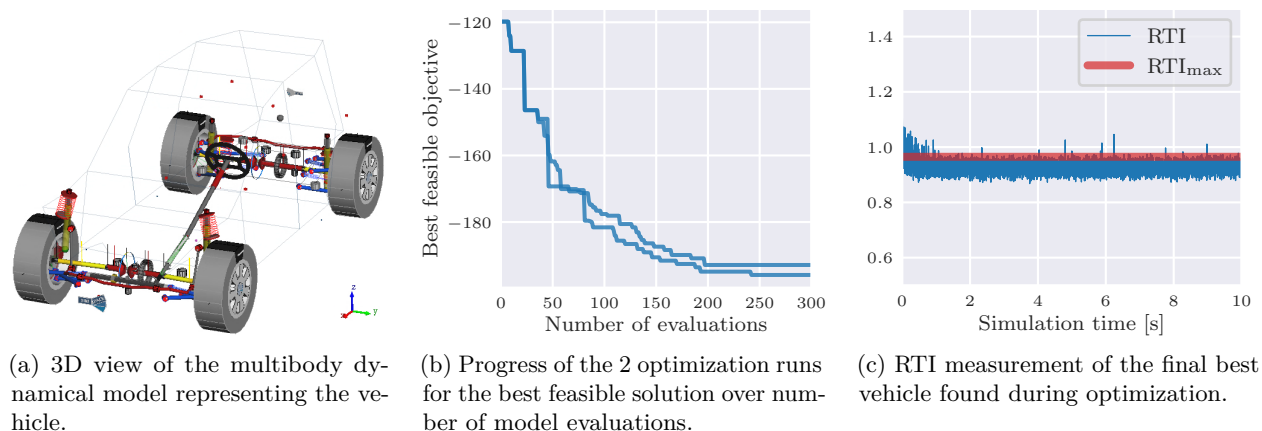 z
x
y
Best feasible objective
−120
−140
−160
−180
0
50
100
150
200
250
300
Number of evaluations
1.4
1.2
1.0
0.8
0.6
RTI
RTImax
0
2
4
6
8
10
Simulation time [s]
(a) 3D view of the multibody dy-
namical model representing the ve-
hicle.
(b) Progress of the 2 optimization runs
for the best feasible solution over num-
ber of model evaluations.
(c) RTI measurement of the final best
vehicle found during optimization.